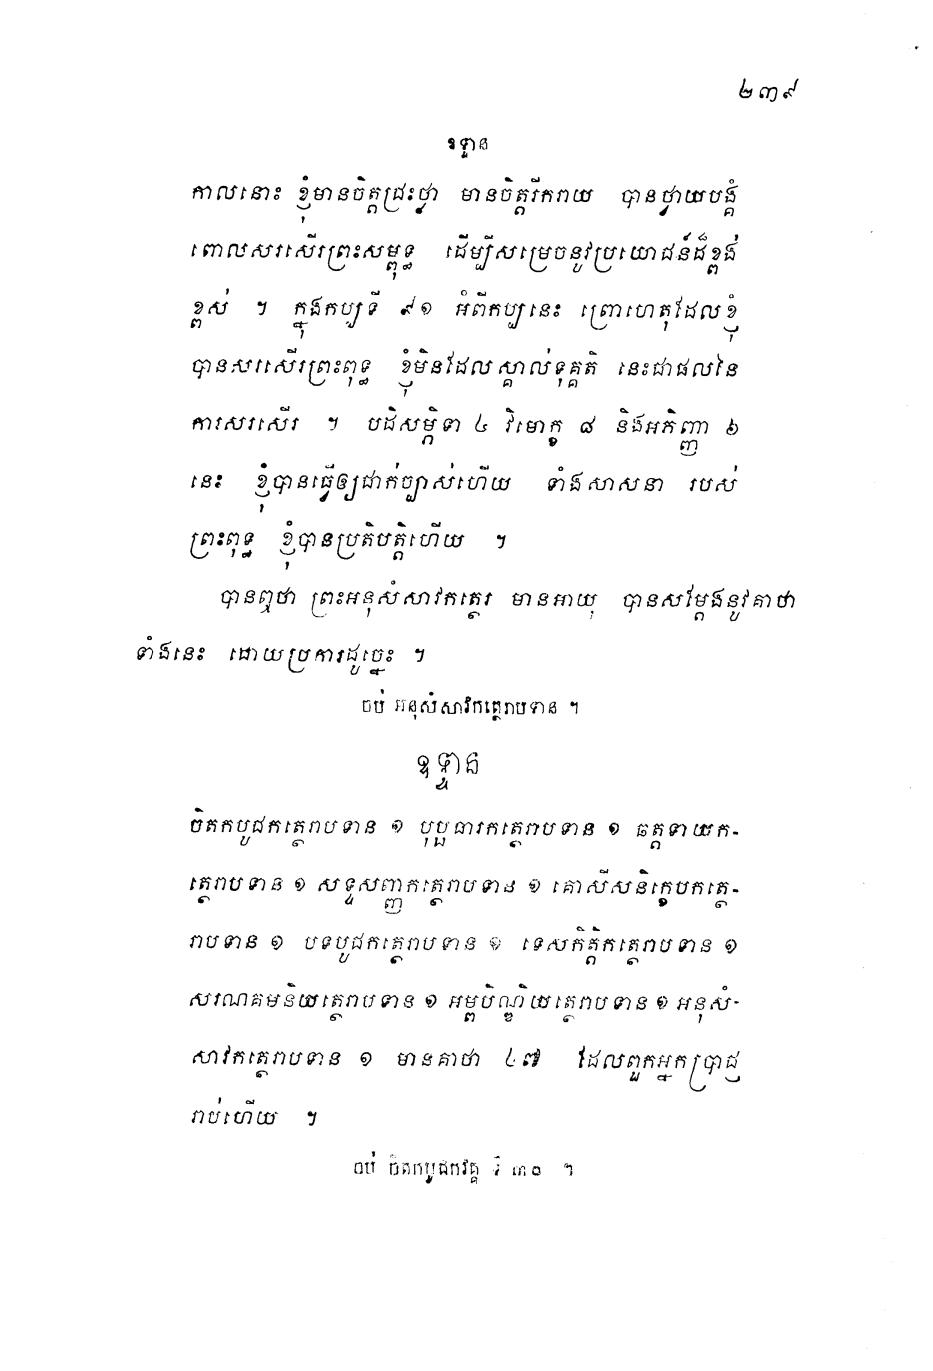 ២៣៩
ឧទ្ទាន
កាលនោះ ខ្ញុំមានចិត្តជ្រះថ្លា មានចិត្តរីករាយ បានថ្វាយបង្គំ
ពោលសរសើរព្រះសម្ពុទ្ធ ដើម្បីសម្រេចនូវប្រយោជន៍ដ៏ខ្ពង់
ខ្ពស់ ។ ក្នុងកប្បទី ៩១ អំពីកប្បនេះ ព្រោះហេតុដែលខ្ញុំ
បានសរសើរព្រះពុទ្ធ ខ្ញុំមិនដែលស្គាល់ទុគ្គតិ នេះជាផលនៃ
ការសរសើរ ។ បដិសម្ភិទា ៤ វិមោក្ខ ៨ និងអភិញ្ញា ៦
នេះ ខ្ញុំបានធ្វើឲ្យជាក់ច្បាស់ហើយ ទាំងសាសនា របស់
ព្រះពុទ្ធ ខ្ញុំបានប្រតិបត្តិហើយ ។
បានឮថា ព្រះអនុសំសាវកត្ថេរ មានអាយុ បានសម្តែងនូវគាថា
ទាំងនេះ ដោយប្រការដូច្នេះ ។
ចប់ អនុសំសាវកត្ថេរាបទាន ។
ឧទ្ទាន
ចិតកបូជកត្ថេរាបទាន ១ បុប្ផធារកត្ថេរាបទាន ១ ឆត្តទាយក-
ត្ថេរាបទាន ១ សទ្ទសញ្ញកត្ថេរាបទាន ១ គោសីសនិក្ខេបកត្ថេ-
រាបទាន ១ បទបូជកត្ថេរាបទាន ១ ទេសកិត្តិកត្ថេរាបទាន ១
សរណគមនិយត្ថេរាបទាន ១ អម្ពបិណ្ឌិយត្ថេរាបទាន ១ អនុសំ-
សាវកត្ថេរាបទាន ១ មានគាថា ៤៧ ដែលពួកអ្នកប្រាជ្ញ
រាប់ហើយ ។
ចប់ ចិតកបូជកវគ្គ ទី ៣០ ។